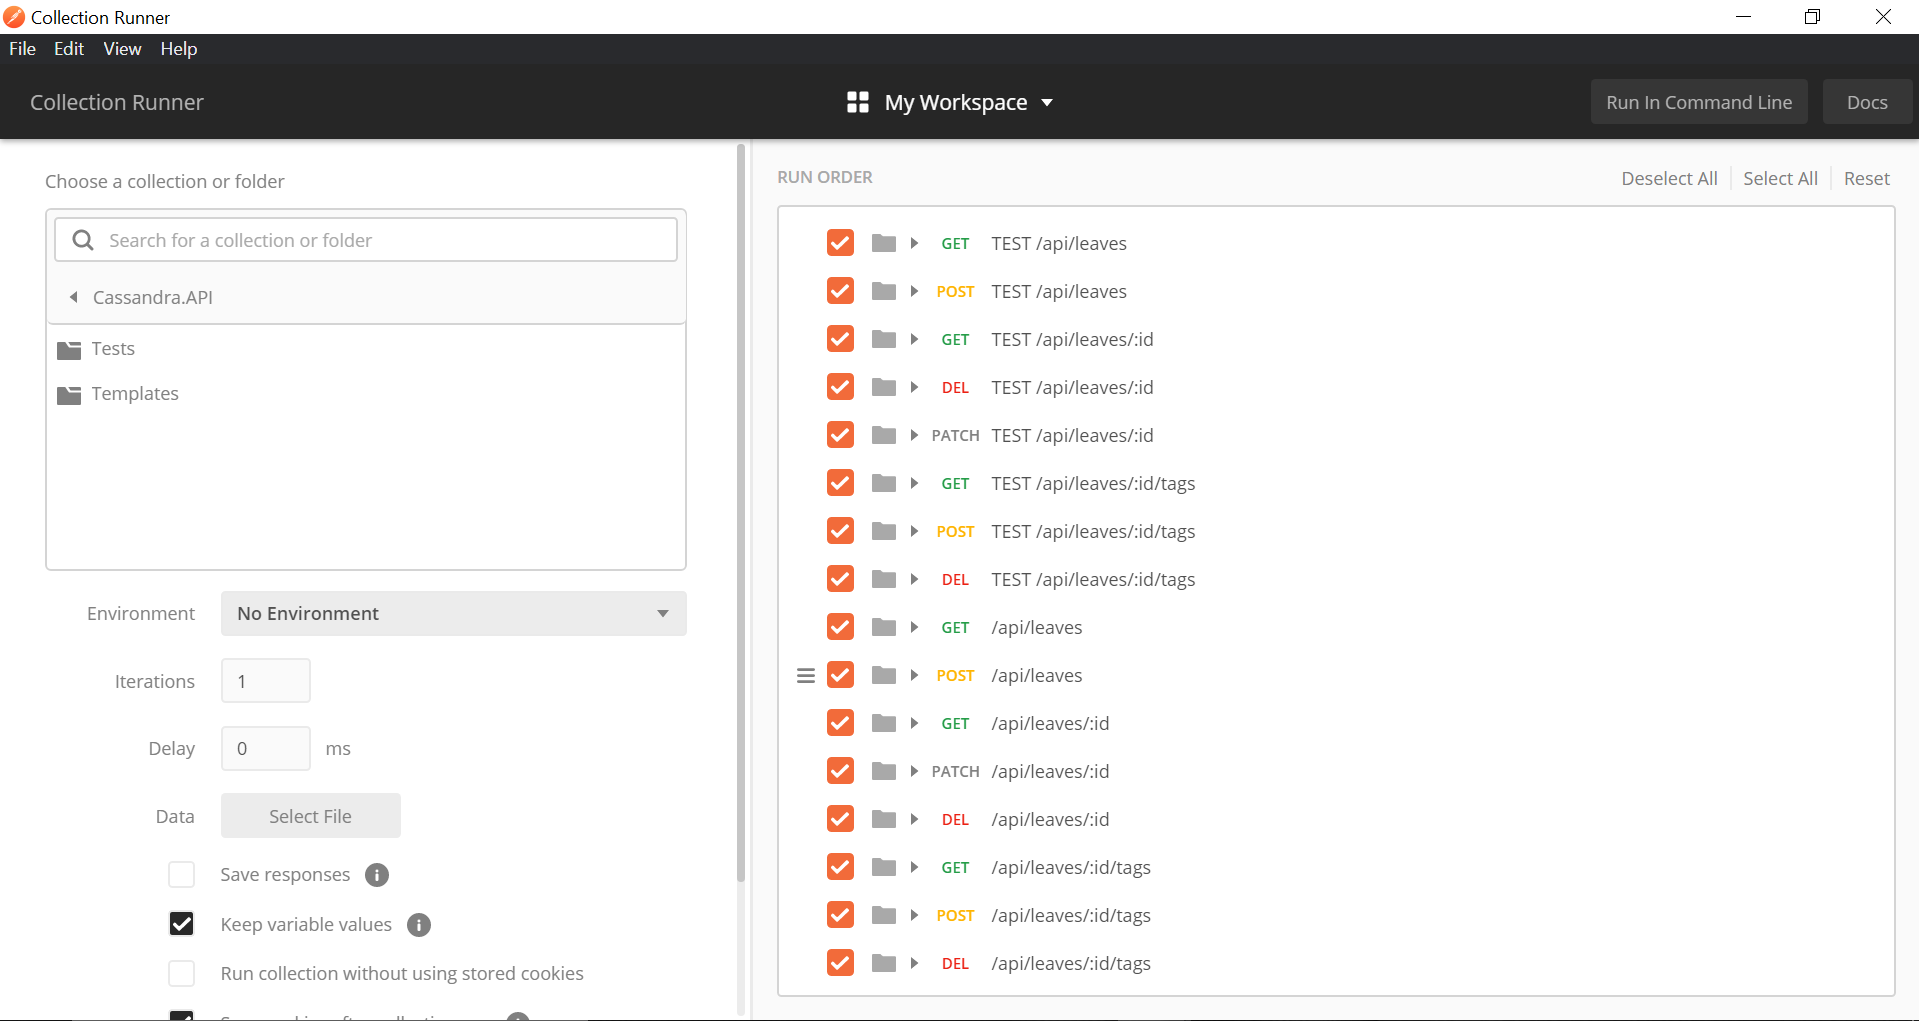 Collection Runner
File Edit View Help
Collection Runner
My Workspace
Run In Command Line
Docs
Choose a collection or folder
Search for a collection or folder
Cassandra.API
Tests
Templates
Environment No Environment
Iterations 1
Delay 0 ms
Data Select File
Save responses
Keep variable values
Run collection without using stored cookies
RUN ORDER
Deselect All Select All Reset
GET TEST /api/leaves
POST TEST /api/leaves
GET TEST /api/leaves/:id
DEL TEST /api/leaves/:id
PATCH TEST /api/leaves/:id
GET TEST /api/leaves/:id/tags
POST TEST /api/leaves/:id/tags
DEL TEST /api/leaves/:id/tags
GET /api/leaves
POST /api/leaves
GET /api/leaves/:id
PATCH /api/leaves/:id
DEL /api/leaves/:id
GET /api/leaves/:id/tags
POST /api/leaves/:id/tags
DEL /api/leaves/:id/tags